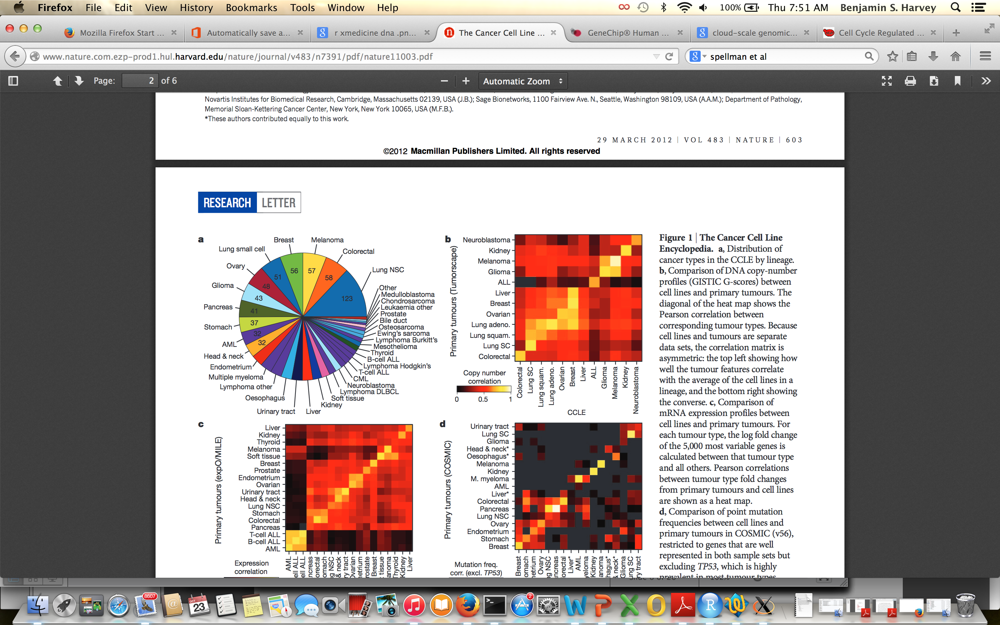 Firefox File Edit View History Bookmarks Tools Window Help 100% Thu 7:51 AM Benjamin S. Harvey
Mozilla Firefox Start ...
Automatically save a...
r xmedicine dna .pn...
The Cancer Cell Line ...
GeneChip® Human ...
cloud-scale genomic...
Cell Cycle Regulated ...
www.nature.com.ezp-prod1.hul.harvard.edu/nature/journal/v483/n7391/pdf/nature11003.pdf
spellman et al
Page: 2 of 6
Automatic Zoom
Novartis Institutes for Biomedical Research, Cambridge, Massachusetts 02139, USA (J.B.); Sage Bionetworks, 1100 Fairview Ave. N., Seattle, Washington 98109, USA (A.A.M.); Department of Pathology,
Memorial Sloan-Kettering Cancer Center, New York, New York 10065, USA (M.F.B.).
*These authors contributed equally to this work.
29 MARCH 2012 | VOL 483 | NATURE | 603
©2012 Macmillan Publishers Limited. All rights reserved
RESEARCH LETTER
a
Breast
Melanoma
Lung small cell
Colorectal
Ovary
Lung NSC
Glioma
Other
Medulloblastoma
Chondrosarcoma
Leukaemia other
Pancreas
Prostate
Bile duct
Stomach
Osteosarcoma
Ewing's sarcoma
Lymphoma Burkitt's
AML
Mesothelioma
Thyroid
Head & neck
B-cell ALL
Endometrium
Lymphoma Hodgkin's
T-cell ALL
Multiple myeloma
CML
Lymphoma other
Neuroblastoma
Lymphoma DLBCL
Oesophagus
Soft tissue
Kidney
Urinary tract
Liver
56
57
51
58
48
43
123
41
37
32
32
b
Primary tumours (Tumorscape)
Neuroblastoma
Kidney
Melanoma
Glioma
ALL
Liver
Breast
Ovarian
Lung adeno.
Lung squam.
Lung SC
Colorectal
Copy number
correlation
0 0.5 1
Colorectal
Lung SC
Lung squam.
Lung adeno.
Ovarian
Breast
Liver
ALL
Glioma
Melanoma
Kidney
Neuroblastoma
CCLE
c
Primary tumours (expO/MILE)
Liver
Kidney
Thyroid
Melanoma
Soft tissue
Breast
Prostate
Endometrium
Ovarian
Urinary tract
Head & neck
Lung NSC
Stomach
Colorectal
Pancreas
T-cell ALL
B-cell ALL
AML
Expression
correlation
AML
ell ALL
ell ALL
ncreas
orectal
omach
ng NSC
& neck
ry tract
Ovarian
netrium
rostate
Breast
tissue
anoma
Thyroid
Kidney
Liver
d
Primary tumours (COSMIC)
Urinary tract
Lung SC
Glioma
Head & neck*
Oesophagus*
Melanoma
Kidney
M. myeloma
AML
Liver*
Colorectal
Pancreas
Lung NSC
Ovary
Endometrium
Stomach
Breast
Mutation freq.
corr. (excl. TP53)
Breast
omach
netrium
Ovary
ng NSC
ancreas
orectal
Liver*
AML
yeloma
Kidney
anoma
hagus*
& neck*
Glioma
ung SC
ry tract
Figure 1 | The Cancer Cell Line
Encyclopedia. a, Distribution of
cancer types in the CCLE by lineage.
b, Comparison of DNA copy-number
profiles (GISTIC G-scores) between
cell lines and primary tumours. The
diagonal of the heat map shows the
Pearson correlation between
corresponding tumour types. Because
cell lines and tumours are separate
data sets, the correlation matrix is
asymmetric: the top left showing how
well the tumour features correlate
with the average of the cell lines in a
lineage, and the bottom right showing
the converse. c, Comparison of
mRNA expression profiles between
cell lines and primary tumours. For
each tumour type, the log fold change
of the 5,000 most variable genes is
calculated between that tumour type
and all others. Pearson correlations
between tumour type fold changes
from primary tumours and cell lines
are shown as a heat map.
d, Comparison of point mutation
frequencies between cell lines and
primary tumours in COSMIC (v56),
restricted to genes that are well
represented in both sample sets but
excluding TP53, which is highly
prevalent in most tumour types
8607
OCT
23
2